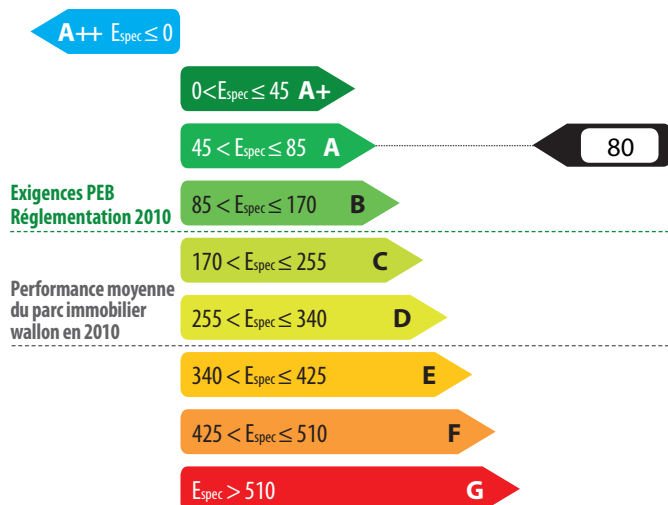 A++ Espec ≤ 0
0<Espec ≤ 45 A+
45 < Espec ≤ 85 A
80
Exigences PEB
Réglementation 2010
85 < Espec ≤ 170 B
170 < Espec ≤ 255 C
Performance moyenne
du parc immobilier
wallon en 2010
255 < Espec ≤ 340 D
340 < Espec ≤ 425 E
425 < Espec ≤ 510 F
Espec > 510 G